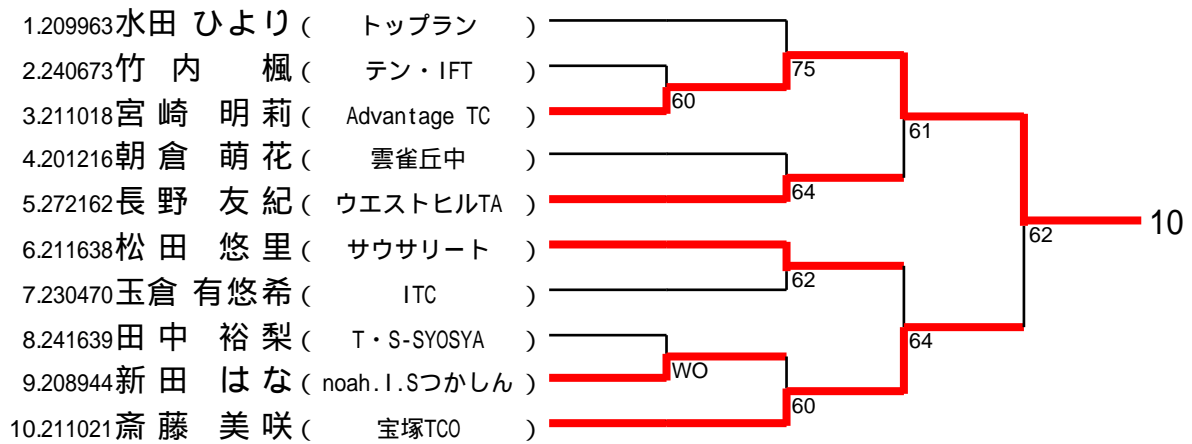 1.209963水田 ひより ( トップラン )
2.240673竹 内 楓 ( テン・IFT )
3.211018宮崎 明莉 ( Advantage TC )
4.201216朝倉 萌花 ( 雲雀丘中 )
5.272162長野 友紀 ( ウエストヒルTA )
6.211638松田 悠里 ( サウサリート )
7.230470玉倉 有悠希 ( ITC )
8.241639田中 裕梨 ( T・S-SYOSYA )
9.208944新田 はな ( noah.I.Sつかしん )
10.211021斎藤 美咲 ( 宝塚TCO )
75
60
61
64
62
10
62
64
WO
60